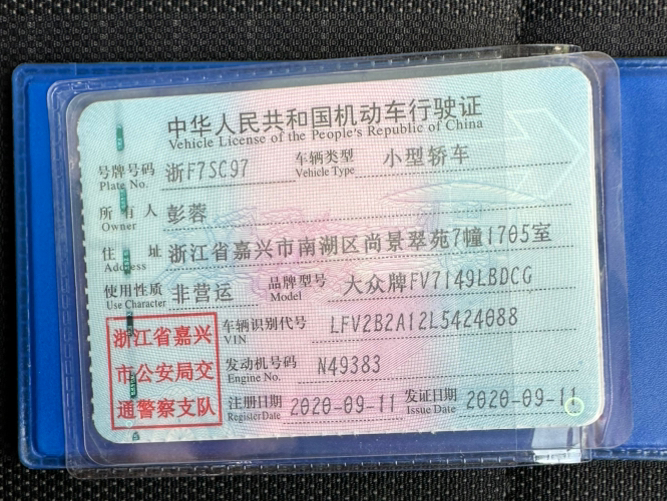 中华人民共和国机动车行驶证
Vehicle License of the People's Republic of China
号牌号码 浙F7SC97 车辆类型 小型轿车
Plate No. Vehicle Type
所有人 彭蓉
Owner
住址 浙江省嘉兴市南湖区尚景翠苑7幢1705室
Address
使用性质 非营运 品牌型号 大众牌FV7149LBDCG
Use Character Model
浙江省嘉兴
市公安局交
通警察支队
车辆识别代号 LFV2B2A12L5424088
VIN
发动机号码 N49383
Engine No.
注册日期 2020-09-11 发证日期 2020-09-11
Register Date Issue Date